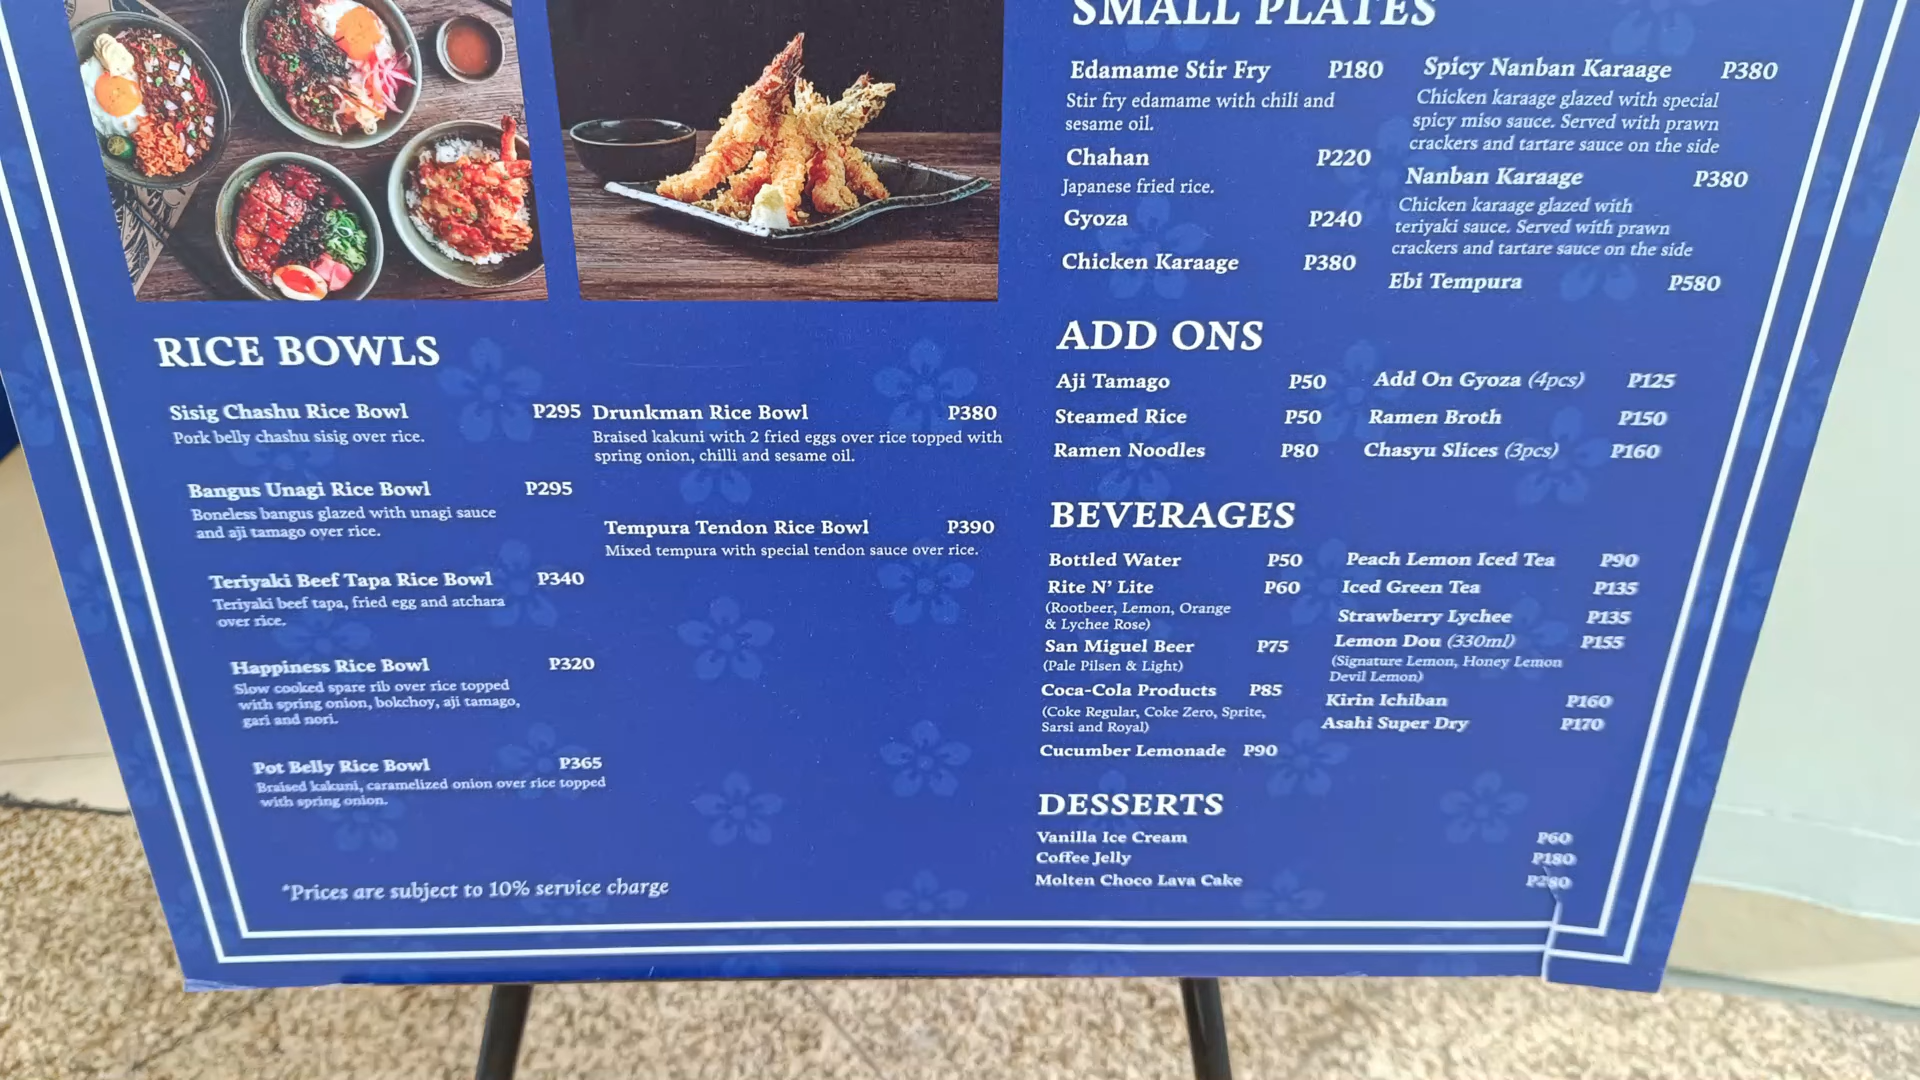 SMALL PLATES
Edamame Stir Fry P180
Stir fry edamame with chili and
sesame oil.
Chahan P220
Japanese fried rice.
Gyoza P240
Chicken Karaage P380
Spicy Nanban Karaage P380
Chicken karaage glazed with special
spicy miso sauce. Served with prawn
crackers and tartare sauce on the side
Nanban Karaage P380
Chicken karaage glazed with
teriyaki sauce. Served with prawn
crackers and tartare sauce on the side
Ebi Tempura P580
RICE BOWLS
Sisig Chashu Rice Bowl P295
Pork belly chashu sisig over rice.
Bangus Unagi Rice Bowl P295
Boneless bangus glazed with unagi sauce
and aji tamago over rice.
Teriyaki Beef Tapa Rice Bowl P340
Teriyaki beef tapa, fried egg and atchara
over rice.
Happiness Rice Bowl P320
Slow cooked spare rib over rice topped
with spring onion, bokchoy, aji tamago,
gari and nori.
Pot Belly Rice Bowl P365
Braised kakuni, caramelized onion over rice topped
with spring onion.
Drunkman Rice Bowl P380
Braised kakuni with 2 fried eggs over rice topped with
spring onion, chilli and sesame oil.
Tempura Tendon Rice Bowl P390
Mixed tempura with special tendon sauce over rice.
*Prices are subject to 10% service charge
ADD ONS
Aji Tamago P50
Steamed Rice P50
Ramen Noodles P80
Add On Gyoza (4pcs) P125
Ramen Broth P150
Chasyu Slices (3pcs) P160
BEVERAGES
Bottled Water P50
Rite N' Lite P60
(Rootbeer, Lemon, Orange
& Lychee Rose)
San Miguel Beer P75
(Pale Pilsen & Light)
Coca-Cola Products P85
(Coke Regular, Coke Zero, Sprite,
Sarsi and Royal)
Cucumber Lemonade P90
Peach Lemon Iced Tea P90
Iced Green Tea P135
Strawberry Lychee P135
Lemon Dou (330ml) P155
(Signature Lemon, Honey Lemon
Devil Lemon)
Kirin Ichiban P160
Asahi Super Dry P170
DESSERTS
Vanilla Ice Cream P60
Coffee Jelly P180
Molten Choco Lava Cake P280